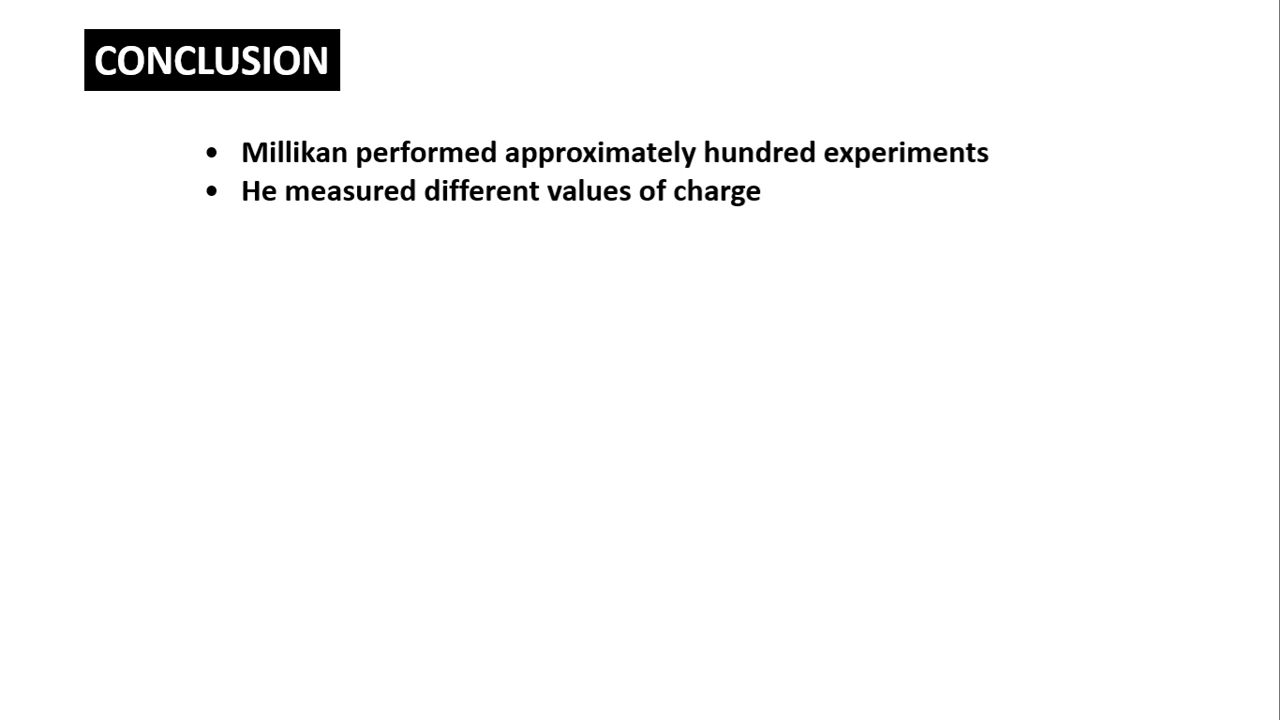 CONCLUSION
• Millikan performed approximately hundred experiments
• He measured different values of charge